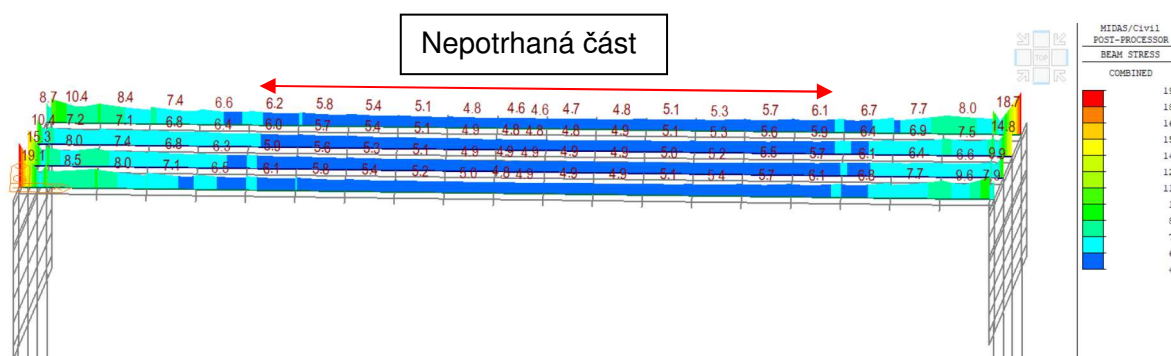 Nepotrhaná část
MIDAS/Civil
POST-PROCESSOR
BEAM STRESS
COMBINED
TOP
8.7 10.4 8.4 7.4 6.6 6.2 5.8 5.4 5.1 4.8 4.6 4.6 4.7 4.8 5.1 5.3 5.7 6.1 6.7 7.7 8.0 18.7
10.4 7.2 7.1 6.8 6.4 6.0 5.7 5.4 5.1 4.9 4.8 4.8 4.8 4.9 5.1 5.3 5.6 5.9 6.4 6.9 7.5 14.8
15.3 8.0 7.4 6.8 6.3 5.9 5.6 5.3 5.1 4.9 4.9 4.9 4.9 4.9 5.0 5.2 5.5 5.7 6.1 6.4 6.6 9.9
19.1 8.5 8.0 7.1 6.5 6.1 5.8 5.4 5.2 5.0 4.8 4.9 4.9 4.9 5.1 5.4 5.7 6.1 6.8 7.7 9.6 7.9